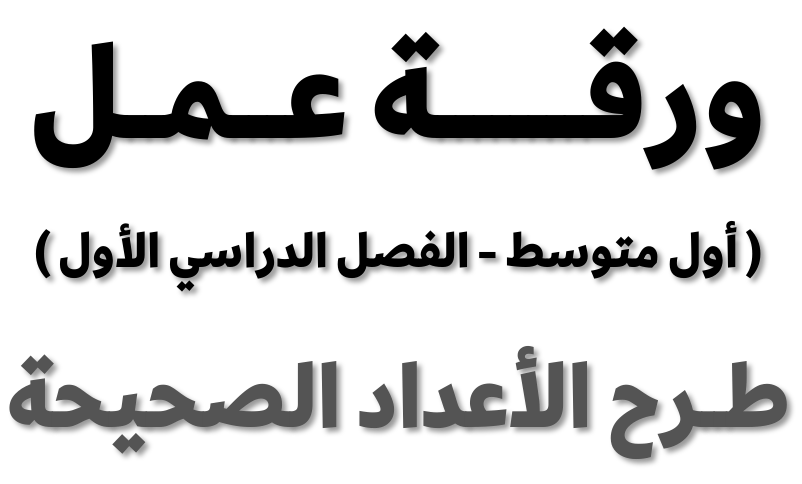 ورقـــة عـمـل
( أول متوسط - الفصل الدراسي الأول )
طـرح الأعداد الصحيحة